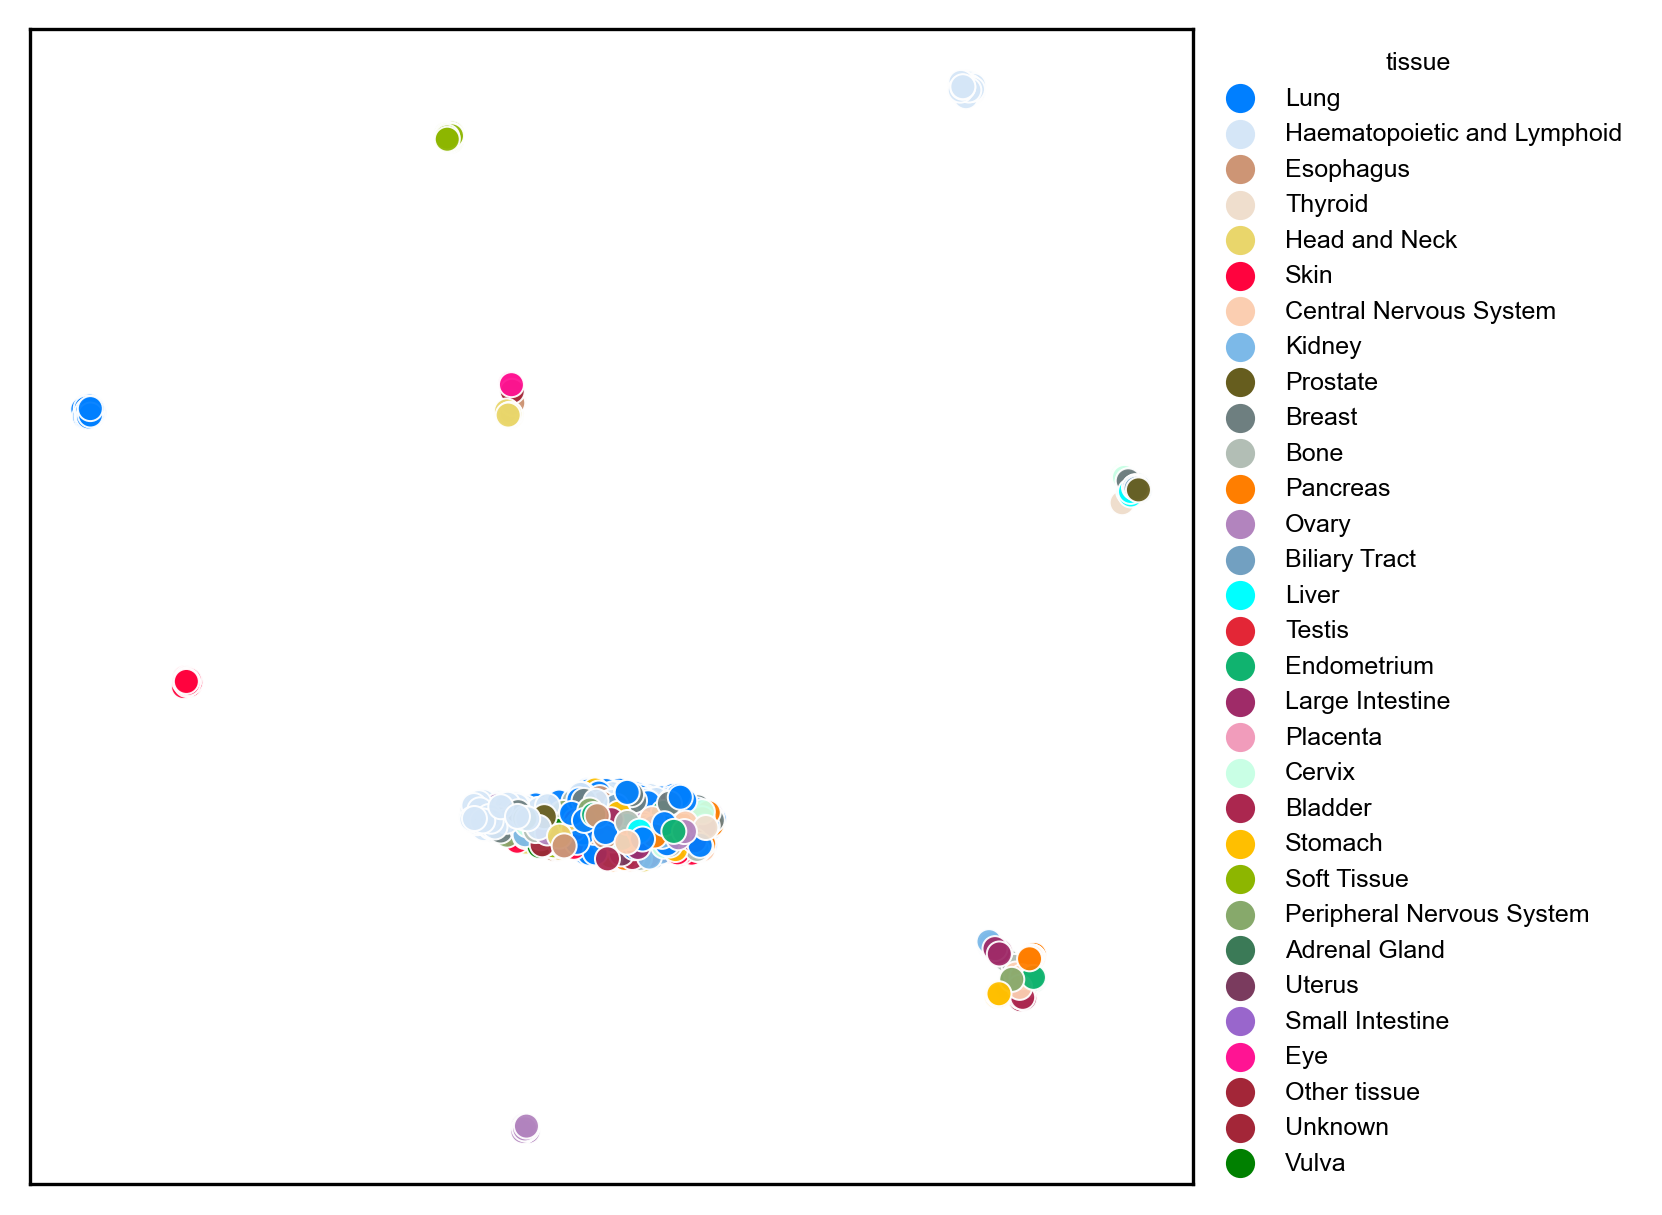 tissue
Lung
Haematopoietic and Lymphoid
Esophagus
Thyroid
Head and Neck
Skin
Central Nervous System
Kidney
Prostate
Breast
Bone
Pancreas
Ovary
Biliary Tract
Liver
Testis
Endometrium
Large Intestine
Placenta
Cervix
Bladder
Stomach
Soft Tissue
Peripheral Nervous System
Adrenal Gland
Uterus
Small Intestine
Eye
Other tissue
Unknown
Vulva